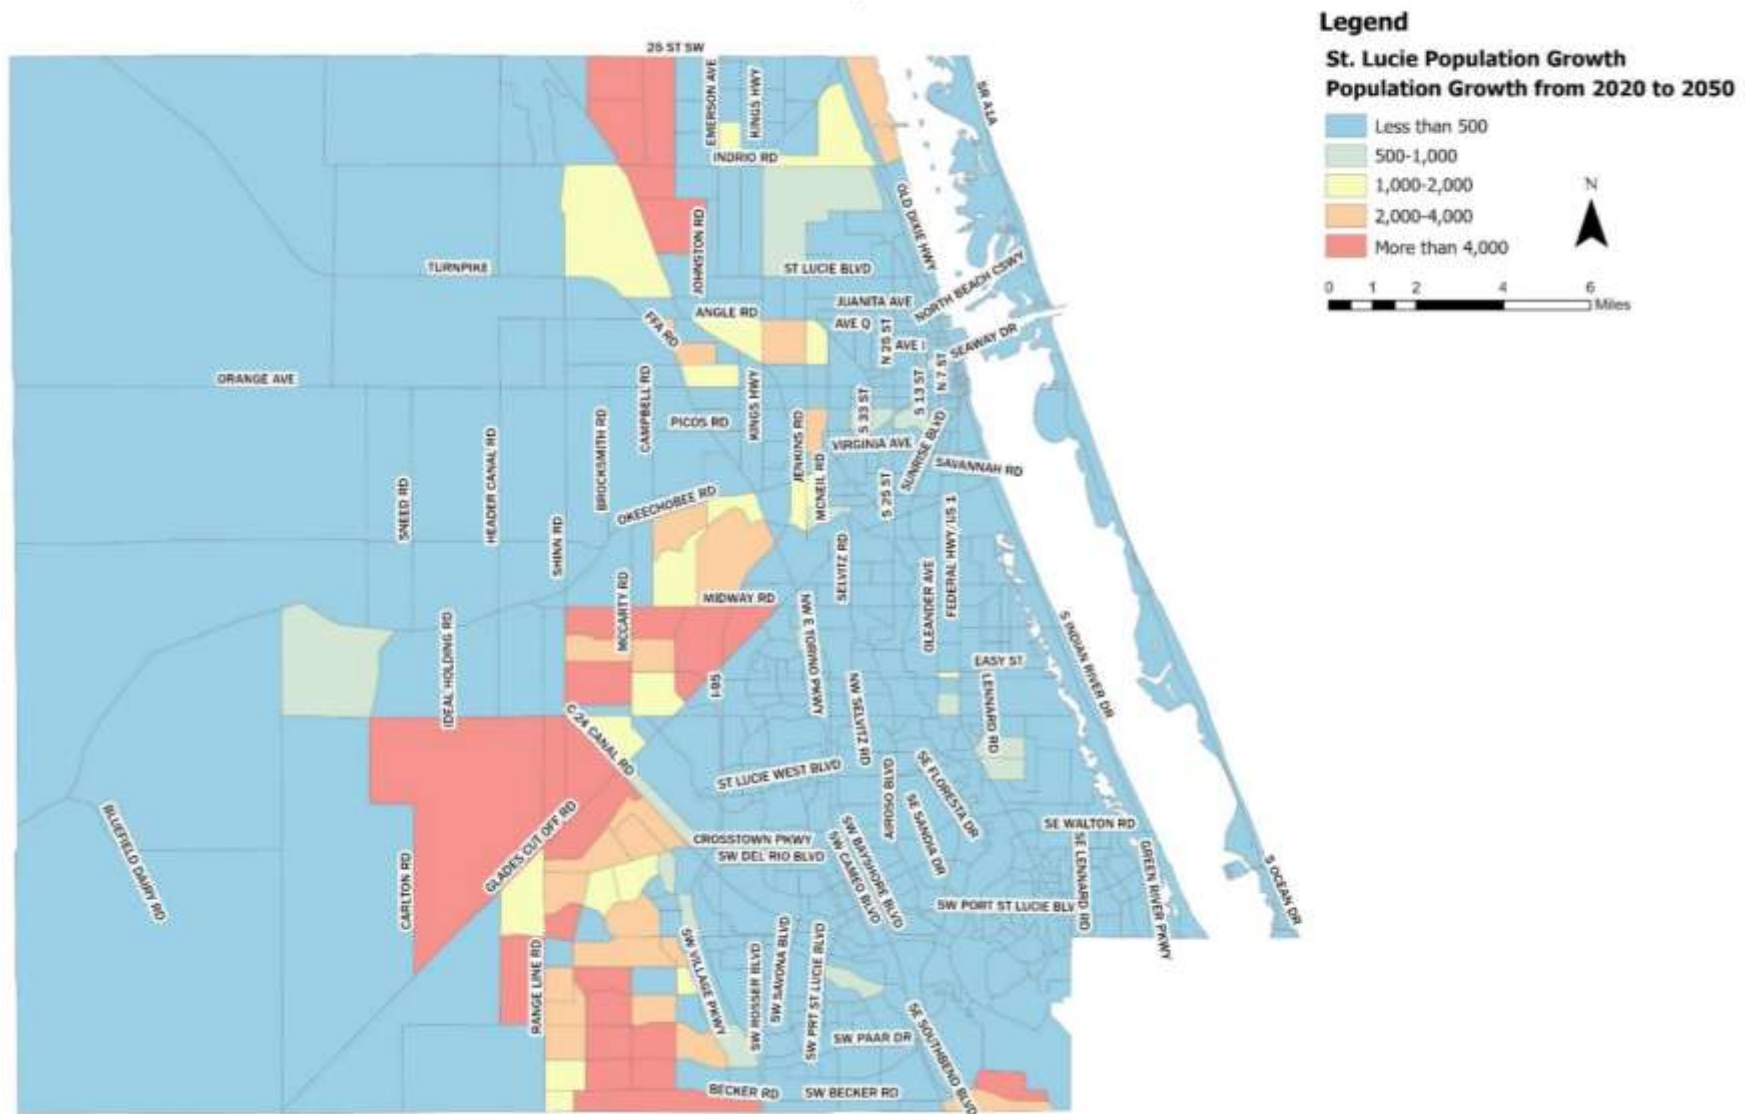 Legend
St. Lucie Population Growth
Population Growth from 2020 to 2050
Less than 500
500-1,000
1,000-2,000
2,000-4,000
More than 4,000
N
0 1 2 4 6
Miles
26 ST SW
EMERSON AVE
KINGS HWY
SR A1A
INDRIO RD
OLD DIXIE HWY
JOHNSTON RD
TURNPIKE
ST LUCIE BLVD
NORTH BEACH CSWY
JUANITA AVE
ANGLE RD
FFA RD
AVE Q
N 25 ST
AVE I
SEAWAY DR
N 7 ST
ORANGE AVE
CAMPBELL RD
KINGS HWY
S 33 ST
S 13 ST
PICOS RD
JENKINS RD
VIRGINIA AVE
SUNRISE BLVD
SAVANNAH RD
SNEED RD
HEADER CANAL RD
BROCKSMITH RD
OKEECHOBEE RD
MCNEIL RD
S 25 ST
SHINN RD
SELVITZ RD
OLEANDER AVE
FEDERAL HWY/US 1
MCCARTY RD
MIDWAY RD
NW E TORINO PKWY
S INDIAN RIVER DR
IDEAL HOLDING RD
EASY ST
I-95
NW SELVITZ RD
LENNARD RD
C 24 CANAL RD
ST LUCIE WEST BLVD
AIROSO BLVD
SE FLORESTA DR
BLUEFIELD DAIRY RD
GLADES CUT OFF RD
CROSSTOWN PKWY
SW DEL RIO BLVD
SW CAMEO BLVD
SW BAYSHORE BLVD
SE SANDIA DR
SE WALTON RD
SE LENNARD RD
GREEN RIVER PKWY
S OCEAN DR
CARLTON RD
SW PORT ST LUCIE BLV
RANGE LINE RD
SW VILLAGE PKWY
SW ROSSER BLVD
SW SAVONA BLVD
SW PRT ST LUCIE BLVD
SW PAAR DR
SE SOUTHBEND BLVD
BECKER RD
SW BECKER RD